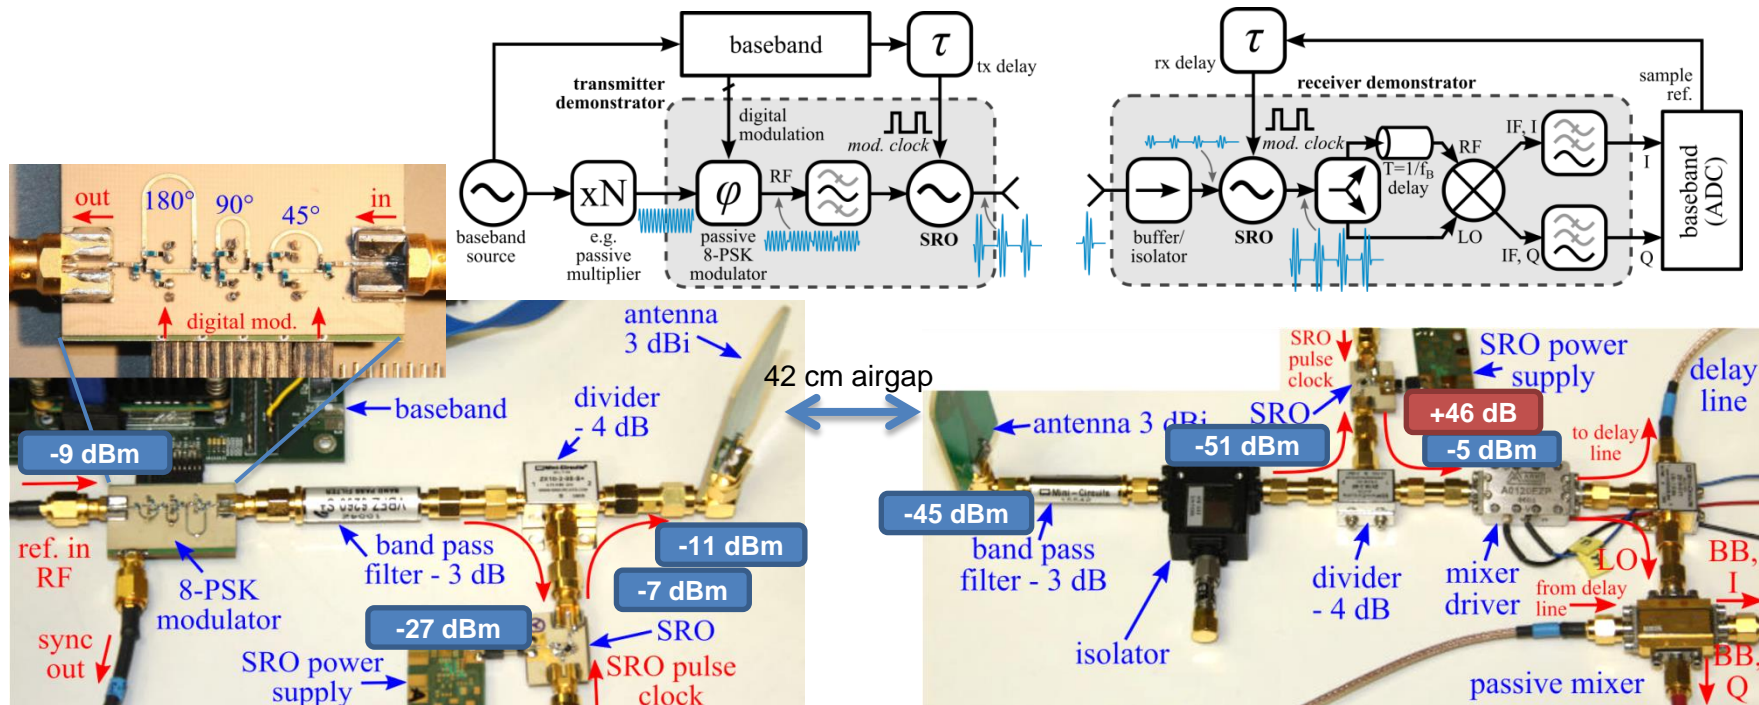 baseband
τ
tx delay
transmitter
demonstrator
digital
modulation
mod. clock
xN
φ
RF
baseband
source
e.g.
passive
multiplier
passive
8-PSK
modulator
SRO
τ
rx delay
receiver demonstrator
sample
ref.
mod. clock
T=1/fB
delay
RF
LO
IF, I
IF, Q
I
Q
buffer/
isolator
SRO
baseband
(ADC)
out
180°
90°
45°
in
digital mod.
baseband
-9 dBm
ref. in
RF
8-PSK
modulator
sync
out
band pass
filter - 3 dB
divider
- 4 dB
antenna
3 dBi
-11 dBm
-7 dBm
-27 dBm
SRO
SRO power
supply
SRO pulse
clock
42 cm airgap
antenna 3 dBi
-45 dBm
Mini-Circuits
band pass
filter - 3 dB
isolator
-51 dBm
SRO
SRO
pulse
clock
SRO power
supply
+46 dB
-5 dBm
divider
- 4 dB
mixer
driver
to delay
line
delay
line
LO
from delay
line
BB,
I
BB,
Q
passive mixer